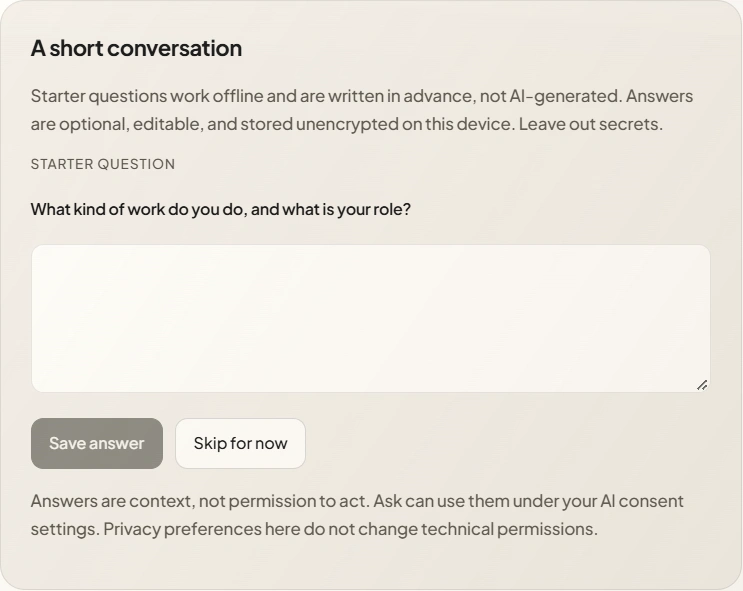 A short conversation
Starter questions work offline and are written in advance, not AI-generated. Answers
are optional, editable, and stored unencrypted on this device. Leave out secrets.
STARTER QUESTION
What kind of work do you do, and what is your role?
Save answer
Skip for now
Answers are context, not permission to act. Ask can use them under your AI consent
settings. Privacy preferences here do not change technical permissions.